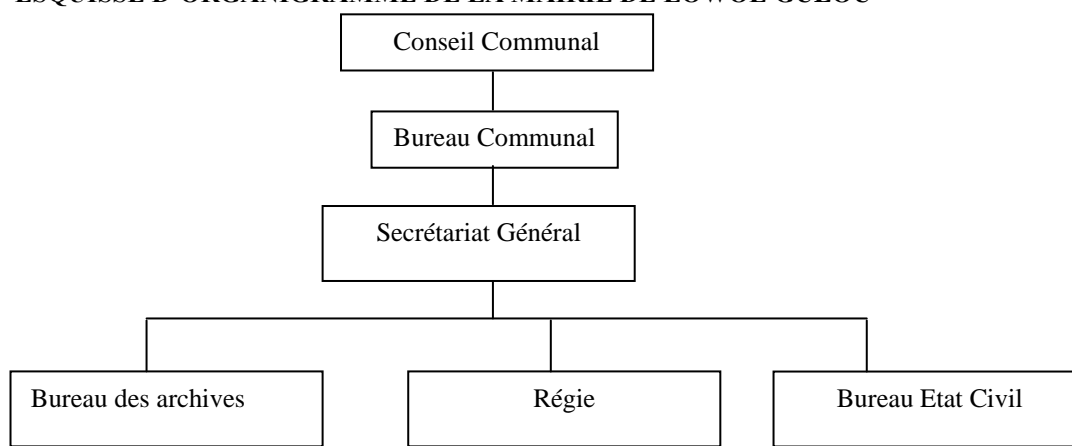 ESQUISSE D'ORGANIGRAMME DE LA MAIRIE DE
Conseil Communal
Bureau Communal
Secrétariat Général
Bureau des archives
Régie
Bureau Etat Civil